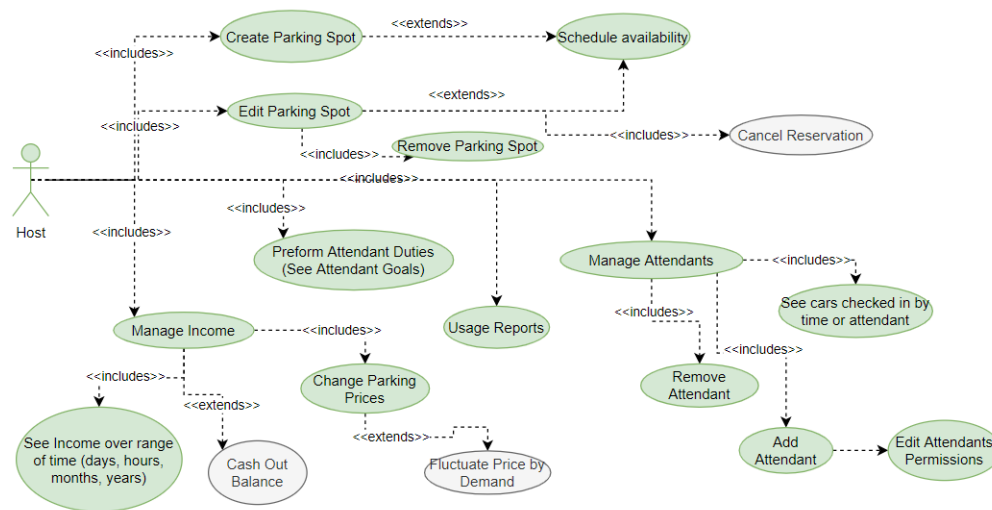 <<extends>>
Create Parking Spot
Schedule availability
<<includes>>
<<extends>>
Edit Parking Spot
<<includes>>
<<includes>>
Cancel Reservation
Remove Parking Spot
<<includes>>
<<includes>>
Host
<<includes>>
<<includes>>
Preform Attendant Duties
(See Attendant Goals)
Manage Attendants
<<includes>>
See cars checked in by
time or attendant
Manage Income
<<includes>>
Usage Reports
<<includes>>
<<includes>>
<<includes>>
Change Parking
Prices
Remove
Attendant
<<extends>>
See Income over range
of time (days, hours,
months, years)
<<extends>>
Cash Out
Balance
Fluctuate Price by
Demand
Add
Attendant
Edit Attendants
Permissions